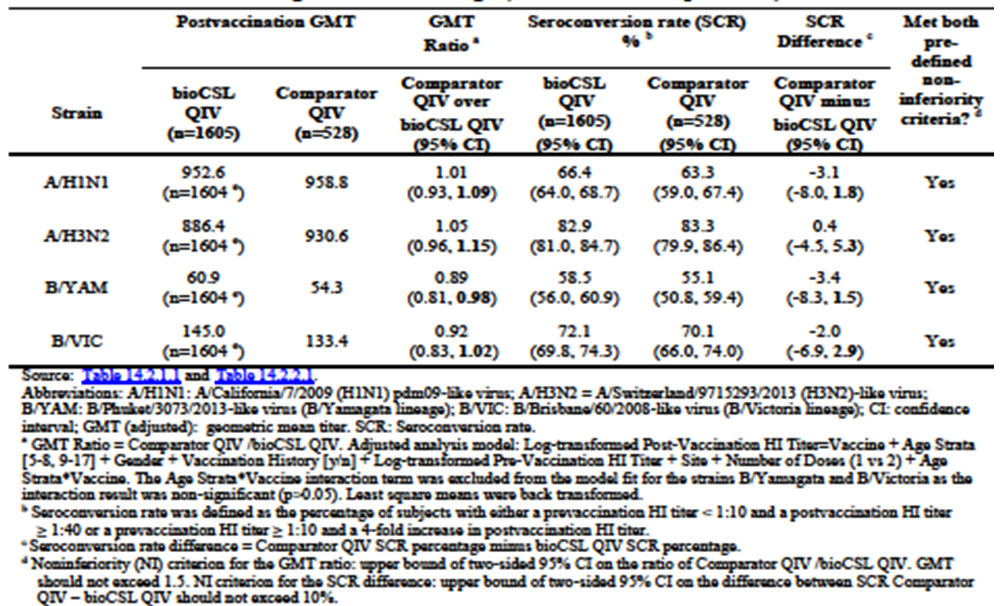 Postvaccination GMT GMT Ratio ᵃ Seroconversion rate (SCR) % ᵇ SCR Difference ᶜ Met both pre-defined non-inferiority criteria? ᵈ
Strain bioCSL QIV (n=1605) Comparator QIV (n=528) Comparator QIV over bioCSL QIV (95% CI) bioCSL QIV (n=1605) Comparator QIV (n=528) Comparator QIV minus bioCSL QIV (95% CI)
A/H1N1 952.6 (n=1604 ᵉ) 958.8 1.01 (0.93, 1.09) 66.4 (64.0, 68.7) 63.3 (59.0, 67.4) -3.1 (-8.0, 1.8) Yes
A/H3N2 886.4 (n=1604 ᵉ) 930.6 1.05 (0.96, 1.15) 82.9 (81.0, 84.7) 83.3 (79.9, 86.4) 0.4 (-4.5, 5.3) Yes
B/YAM 60.9 (n=1604 ᵉ) 54.3 0.89 (0.81, 0.98) 58.5 (56.0, 60.9) 55.1 (50.8, 59.4) -3.4 (-8.3, 1.5) Yes
B/VIC 145.0 (n=1604 ᵉ) 133.4 0.92 (0.83, 1.02) 72.1 (69.8, 74.3) 70.1 (66.0, 74.0) -2.0 (-6.9, 2.9) Yes
Source: Table 14.2.1.1 and Table 14.2.2.1.
Abbreviations: A/H1N1: A/California/7/2009 (H1N1) pdm09-like virus; A/H3N2 = A/Switzerland/9715293/2013 (H3N2)-like virus;
B/YAM: B/Phuket/3073/2013-like virus (B/Yamagata lineage); B/VIC: B/Brisbane/60/2008-like virus (B/Victoria lineage); CI: confidence
interval; GMT (adjusted): geometric mean titer. SCR: Seroconversion rate.
ᵃ GMT Ratio = Comparator QIV /bioCSL QIV. Adjusted analysis model: Log-transformed Post-Vaccination HI Titer=Vaccine + Age Strata
[5-8, 9-17] + Gender + Vaccination History [y/n] + Log-transformed Pre-Vaccination HI Titer + Site + Number of Doses (1 vs 2) + Age
Strata*Vaccine. The Age Strata*Vaccine interaction term was excluded from the model fit for the strains B/Yamagata and B/Victoria as the
interaction result was non-significant (p>0.05). Least square means were back transformed.
ᵇ Seroconversion rate was defined as the percentage of subjects with either a prevaccination HI titer < 1:10 and a postvaccination HI titer
≥ 1:40 or a prevaccination HI titer ≥ 1:10 and a 4-fold increase in postvaccination HI titer.
ᶜ Seroconversion rate difference = Comparator QIV SCR percentage minus bioCSL QIV SCR percentage.
ᵈ Noninferiority (NI) criterion for the GMT ratio: upper bound of two-sided 95% CI on the ratio of Comparator QIV /bioCSL QIV. GMT
should not exceed 1.5. NI criterion for the SCR difference: upper bound of two-sided 95% CI on the difference between SCR Comparator
QIV – bioCSL QIV should not exceed 10%.